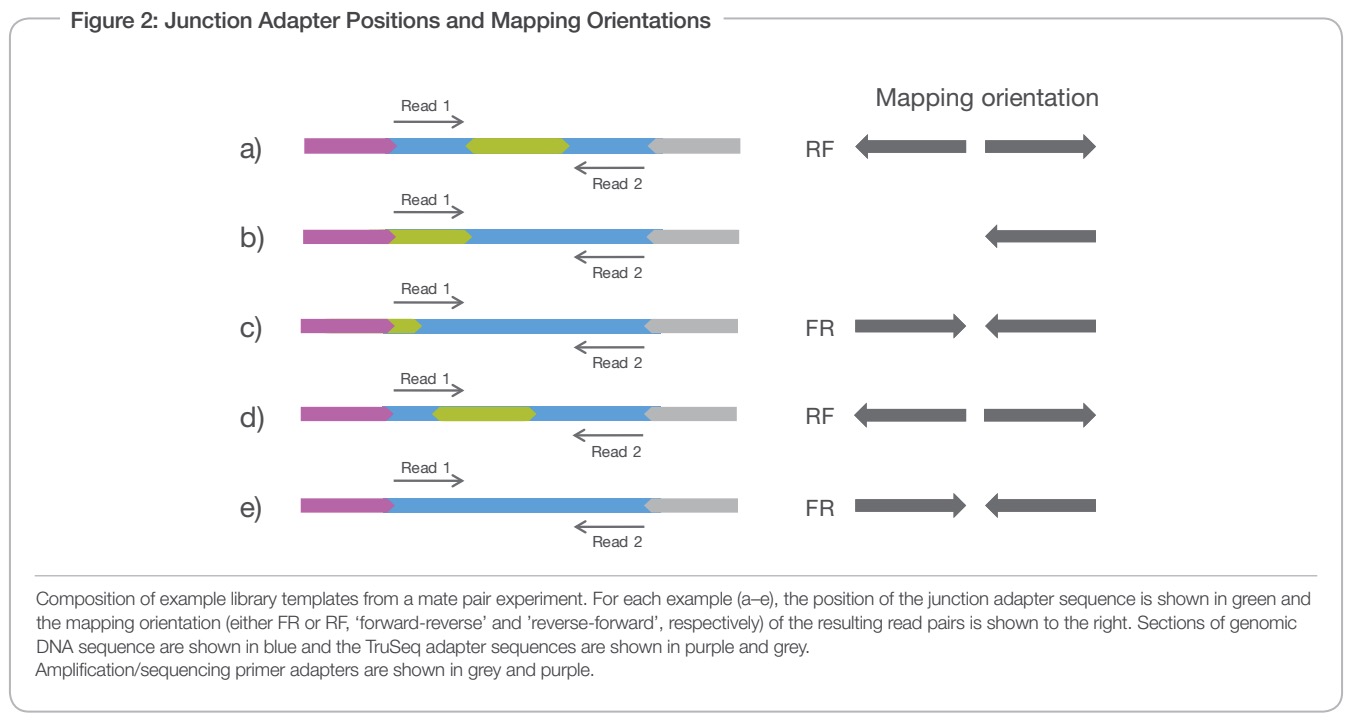 Figure 2: Junction Adapter Positions and Mapping Orientations
Mapping orientation
Read 1
a)
RF
Read 2
Read 1
b)
Read 2
Read 1
c)
FR
Read 2
Read 1
d)
RF
Read 2
Read 1
e)
FR
Read 2
Composition of example library templates from a mate pair experiment. For each example (a–e), the position of the junction adapter sequence is shown in green and
the mapping orientation (either FR or RF, ‘forward-reverse’ and ’reverse-forward’, respectively) of the resulting read pairs is shown to the right. Sections of genomic
DNA sequence are shown in blue and the TruSeq adapter sequences are shown in purple and grey.
Amplification/sequencing primer adapters are shown in grey and purple.